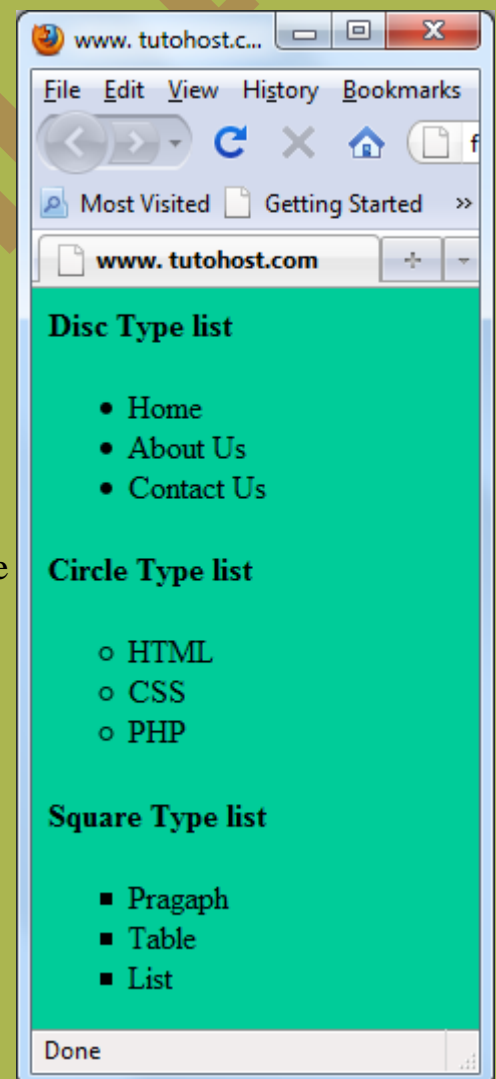 www. tutohost.c...
File Edit View History Bookmarks
f
Most Visited Getting Started »
www. tutohost.com
Disc Type list
Home
About Us
Contact Us
e
Circle Type list
HTML
CSS
PHP
Square Type list
Pragaph
Table
List
Done